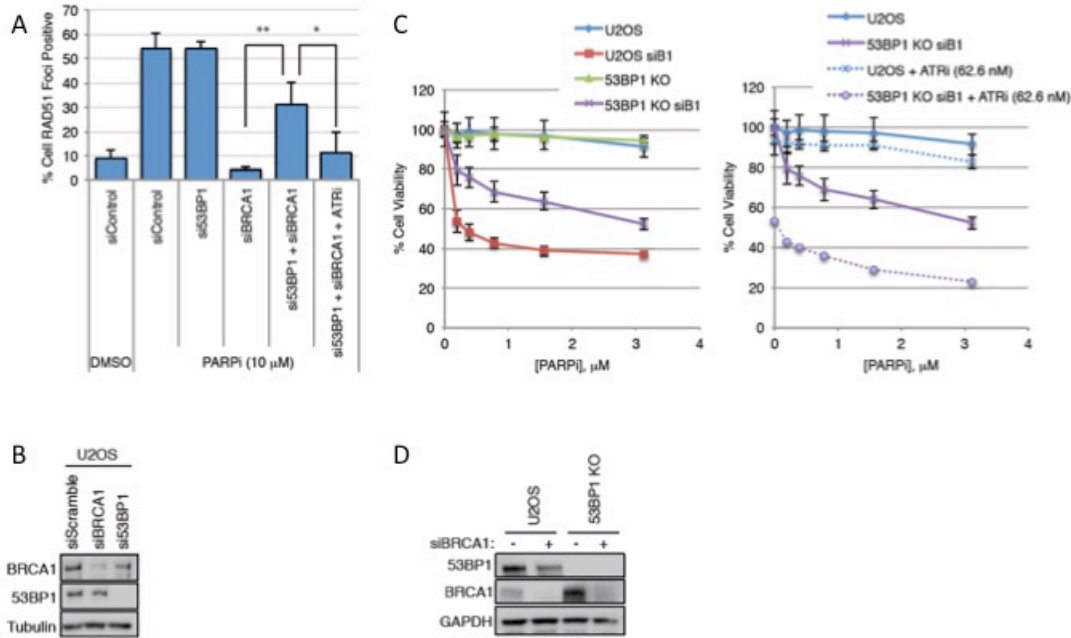 A
% Cell RAD51 Foci Positive
70
60
50
40
30
20
10
0
**
*
siControl
siControl
si53BP1
siBRCA1
si53BP1 + siBRCA1
si53BP1 + siBRCA1 + ATRi
DMSO
PARPi (10 μM)
C
U2OS
U2OS siB1
53BP1 KO
53BP1 KO siB1
% Cell Viability
120
100
80
60
40
20
0
0 1 2 3 4
[PARPi], μM
U2OS
53BP1 KO siB1
U2OS + ATRi (62.6 nM)
53BP1 KO siB1 + ATRi (62.6 nM)
% Cell Viability
120
100
80
60
40
20
0
0 1 2 3 4
[PARPi], μM
B
U2OS
siScramble
siBRCA1
si53BP1
BRCA1
53BP1
Tubulin
D
U2OS
53BP1 KO
siBRCA1: - + - +
53BP1
BRCA1
GAPDH